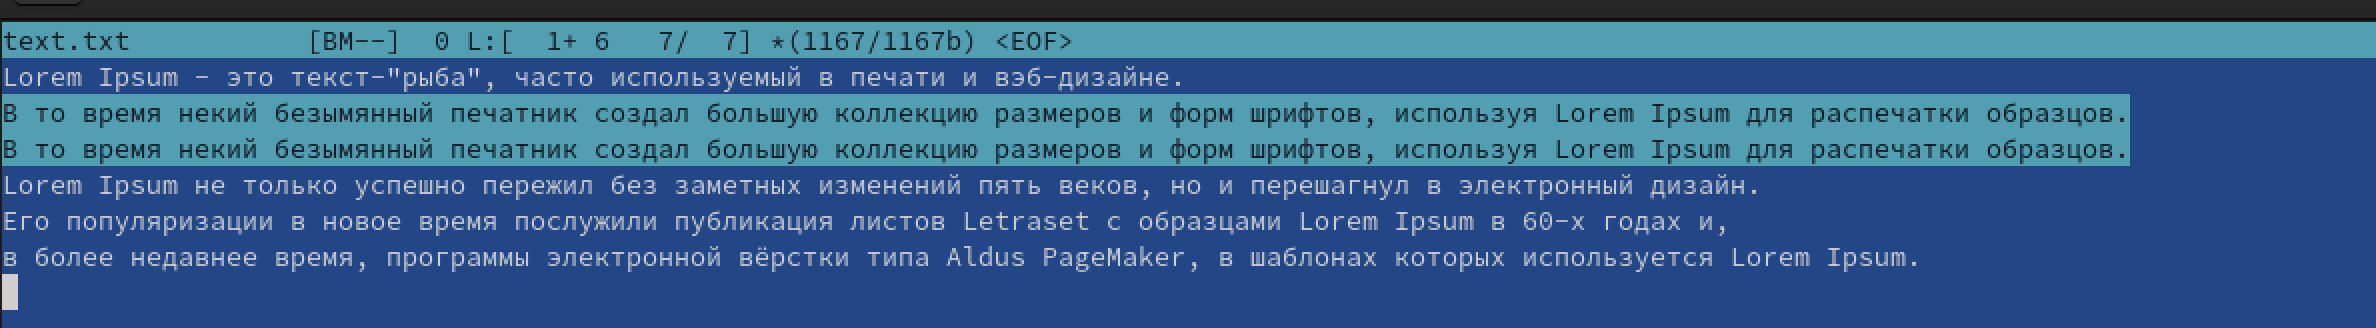 text.txt           [BM--]  0 L:[  1+ 6   7/  7] *(1167/1167b) <EOF>
Lorem Ipsum - это текст-"рыба", часто используемый в печати и вэб-дизайне.
В то время некий безымянный печатник создал большую коллекцию размеров и форм шрифтов, используя Lorem Ipsum для распечатки образцов.
В то время некий безымянный печатник создал большую коллекцию размеров и форм шрифтов, используя Lorem Ipsum для распечатки образцов.
Lorem Ipsum не только успешно пережил без заметных изменений пять веков, но и перешагнул в электронный дизайн.
Его популяризации в новое время послужили публикация листов Letraset с образцами Lorem Ipsum в 60-х годах и,
в более недавнее время, программы электронной вёрстки типа Aldus PageMaker, в шаблонах которых используется Lorem Ipsum.